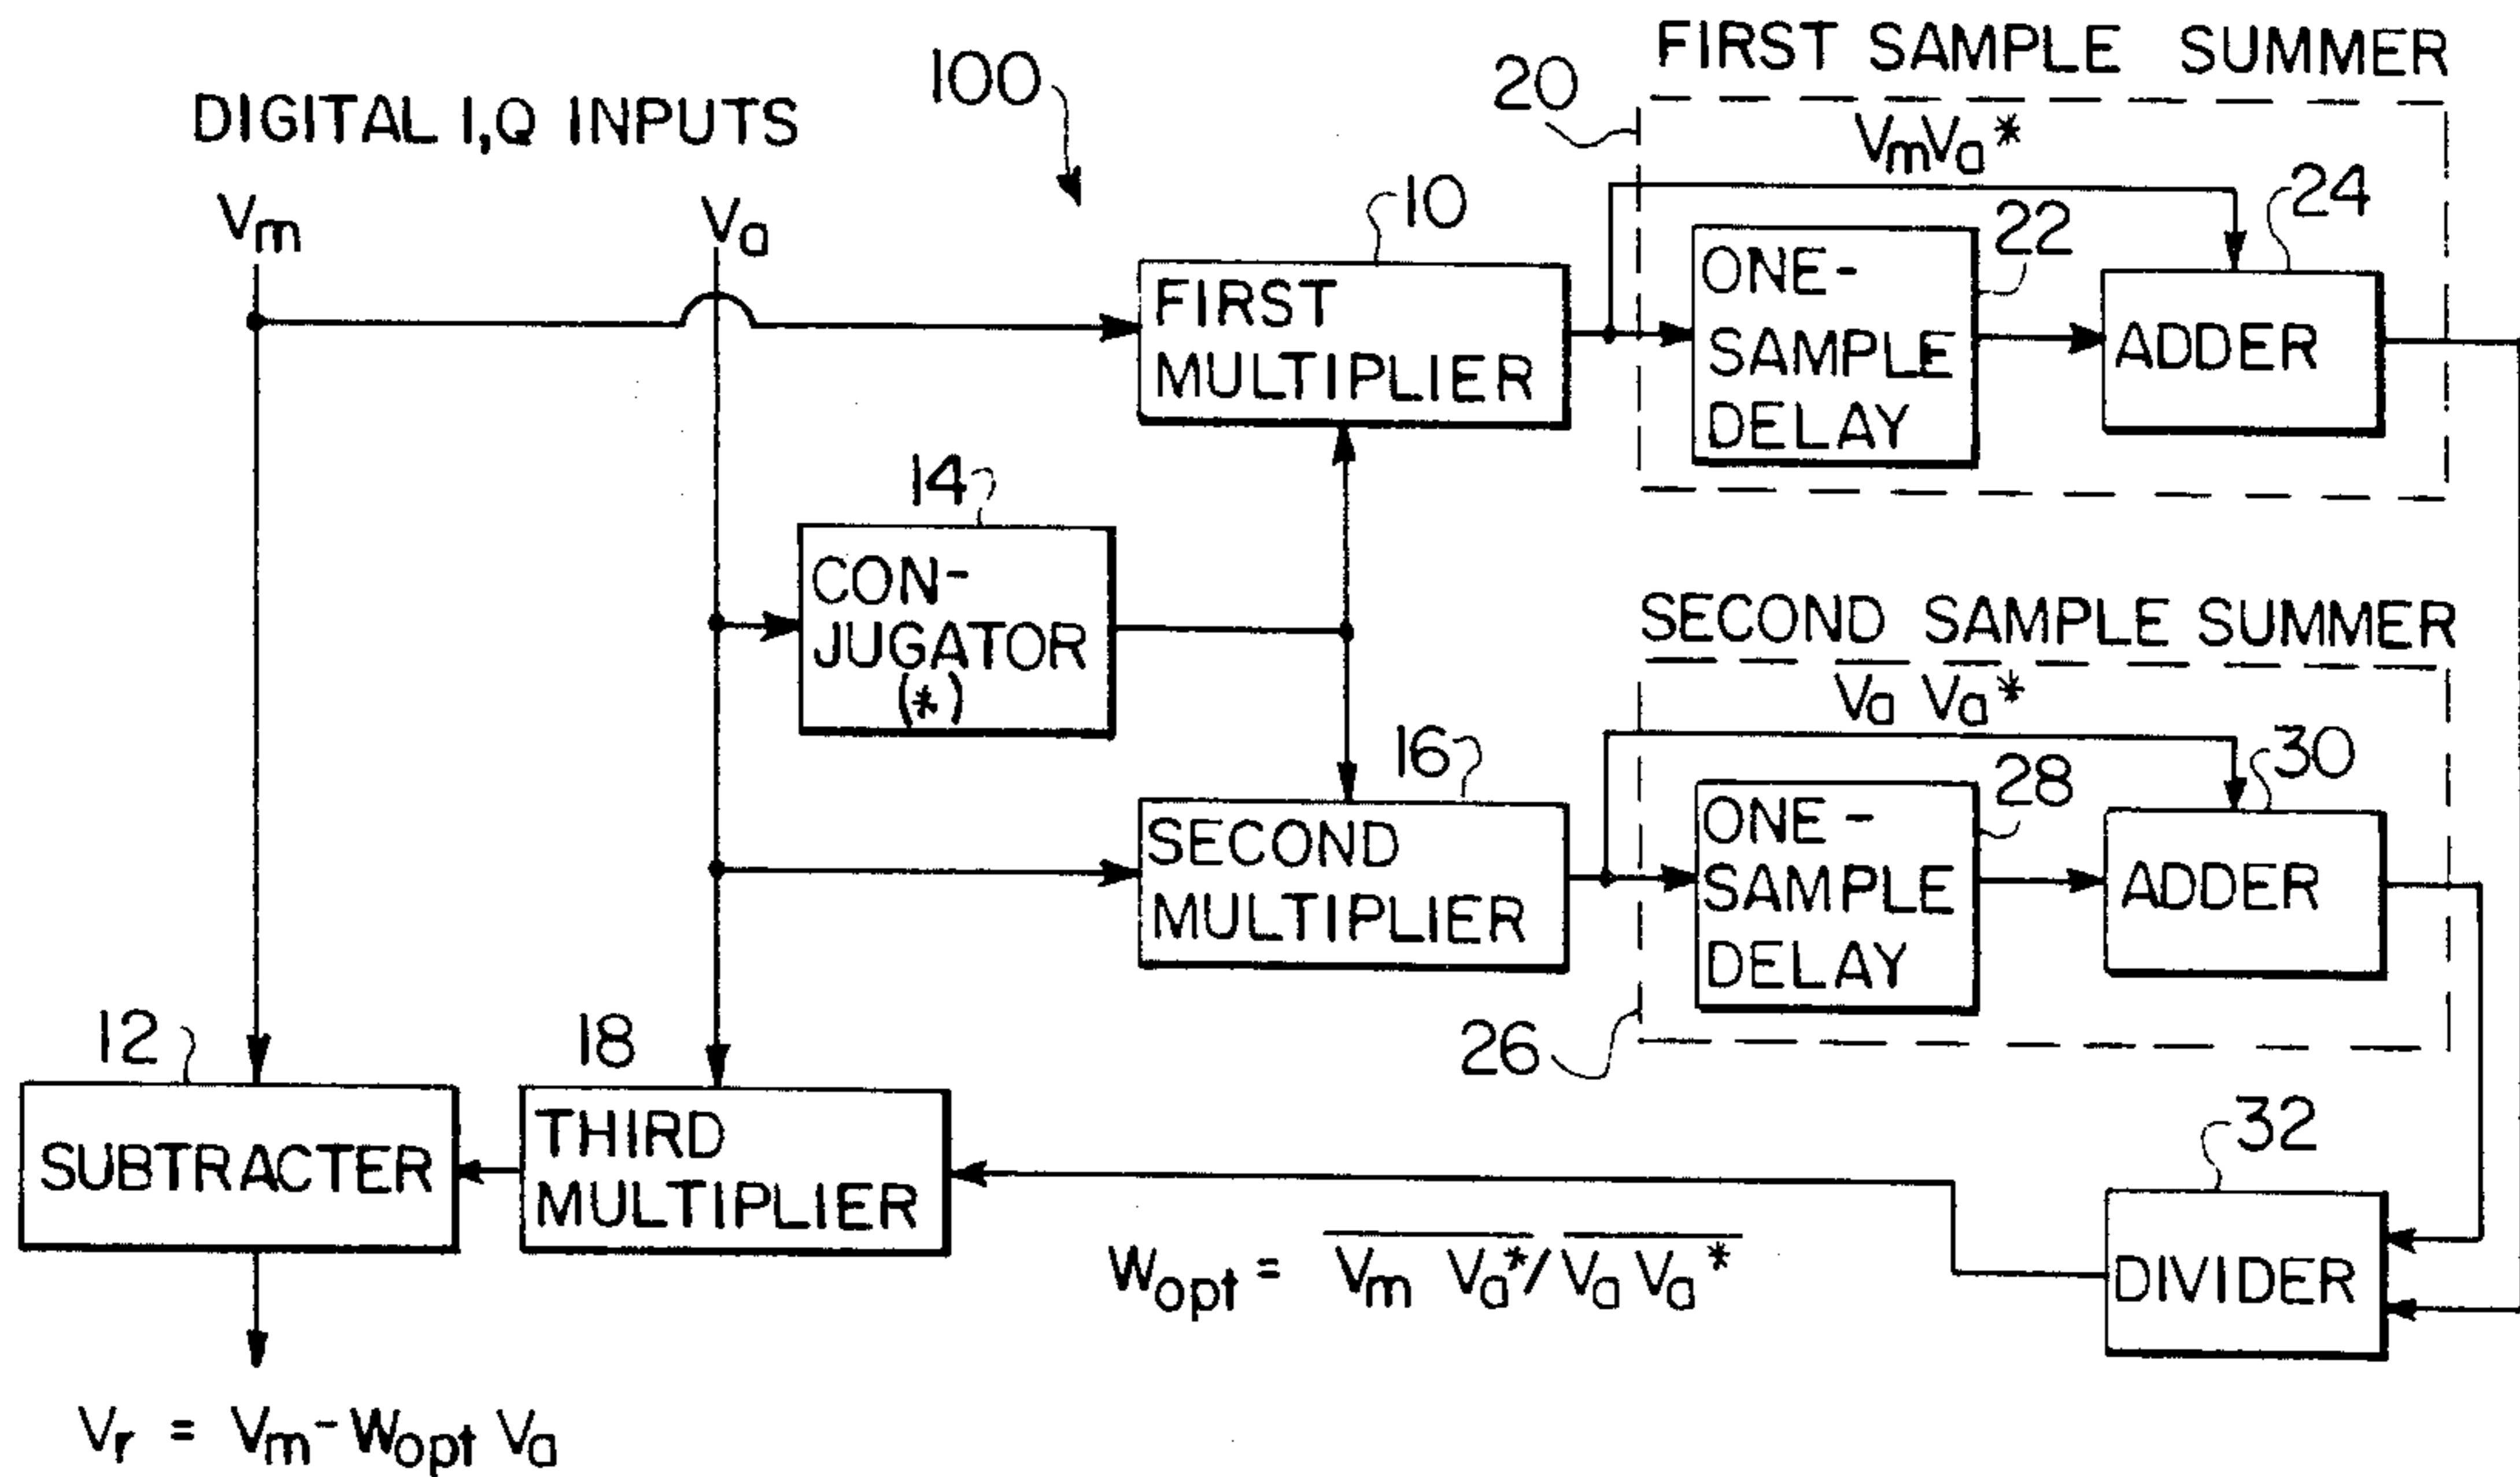 FIRST SAMPLE SUMMER
100
20
DIGITAL I,Q INPUTS
VmVa*
Vm
Va
10
22
24
FIRST
MULTIPLIER
ONE-
SAMPLE
DELAY
ADDER
14
CON-
JUGATOR
(*)
SECOND SAMPLE SUMMER
Va Va*
16
28
30
SECOND
MULTIPLIER
ONE-
SAMPLE
DELAY
ADDER
26
12
18
32
SUBTRACTER
THIRD
MULTIPLIER
DIVIDER
Wopt = Vm Va*/Va Va*
Vr = Vm-Wopt Va